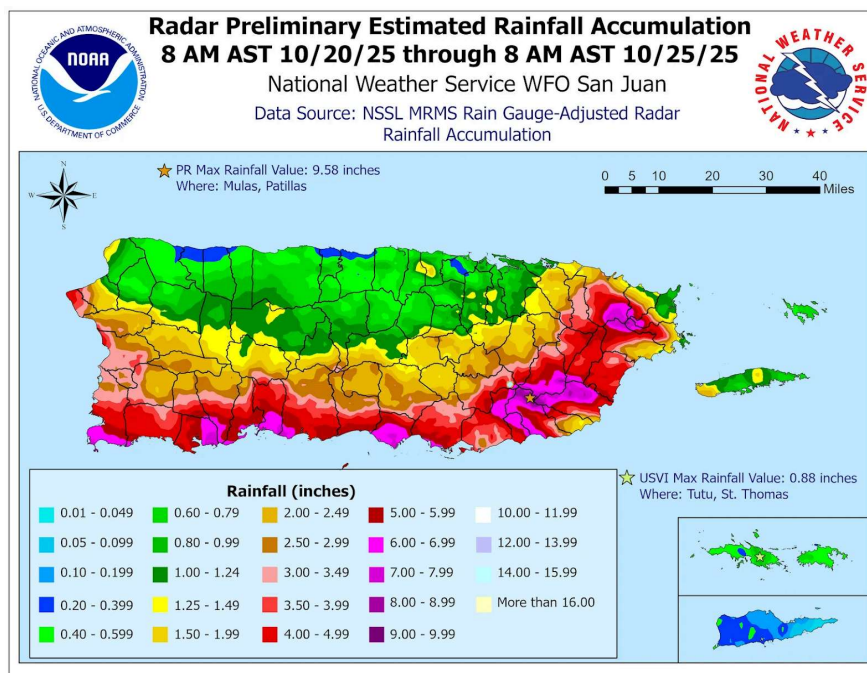 Radar Preliminary Estimated Rainfall Accumulation
8 AM AST 10/20/25 through 8 AM AST 10/25/25
National Weather Service WFO San Juan
Data Source: NSSL MRMS Rain Gauge-Adjusted Radar
Rainfall Accumulation
NATIONAL OCEANIC AND ATMOSPHERIC ADMINISTRATION
NOAA
U.S. DEPARTMENT OF COMMERCE
NATIONAL WEATHER SERVICE
N
W
E
S
PR Max Rainfall Value: 9.58 inches
Where: Mulas, Patillas
0 5 10 20 30 40
Miles
USVI Max Rainfall Value: 0.88 inches
Where: Tutu, St. Thomas
Rainfall (inches)
0.01 - 0.049
0.05 - 0.099
0.10 - 0.199
0.20 - 0.399
0.40 - 0.599
0.60 - 0.79
0.80 - 0.99
1.00 - 1.24
1.25 - 1.49
1.50 - 1.99
2.00 - 2.49
2.50 - 2.99
3.00 - 3.49
3.50 - 3.99
4.00 - 4.99
5.00 - 5.99
6.00 - 6.99
7.00 - 7.99
8.00 - 8.99
9.00 - 9.99
10.00 - 11.99
12.00 - 13.99
14.00 - 15.99
More than 16.00